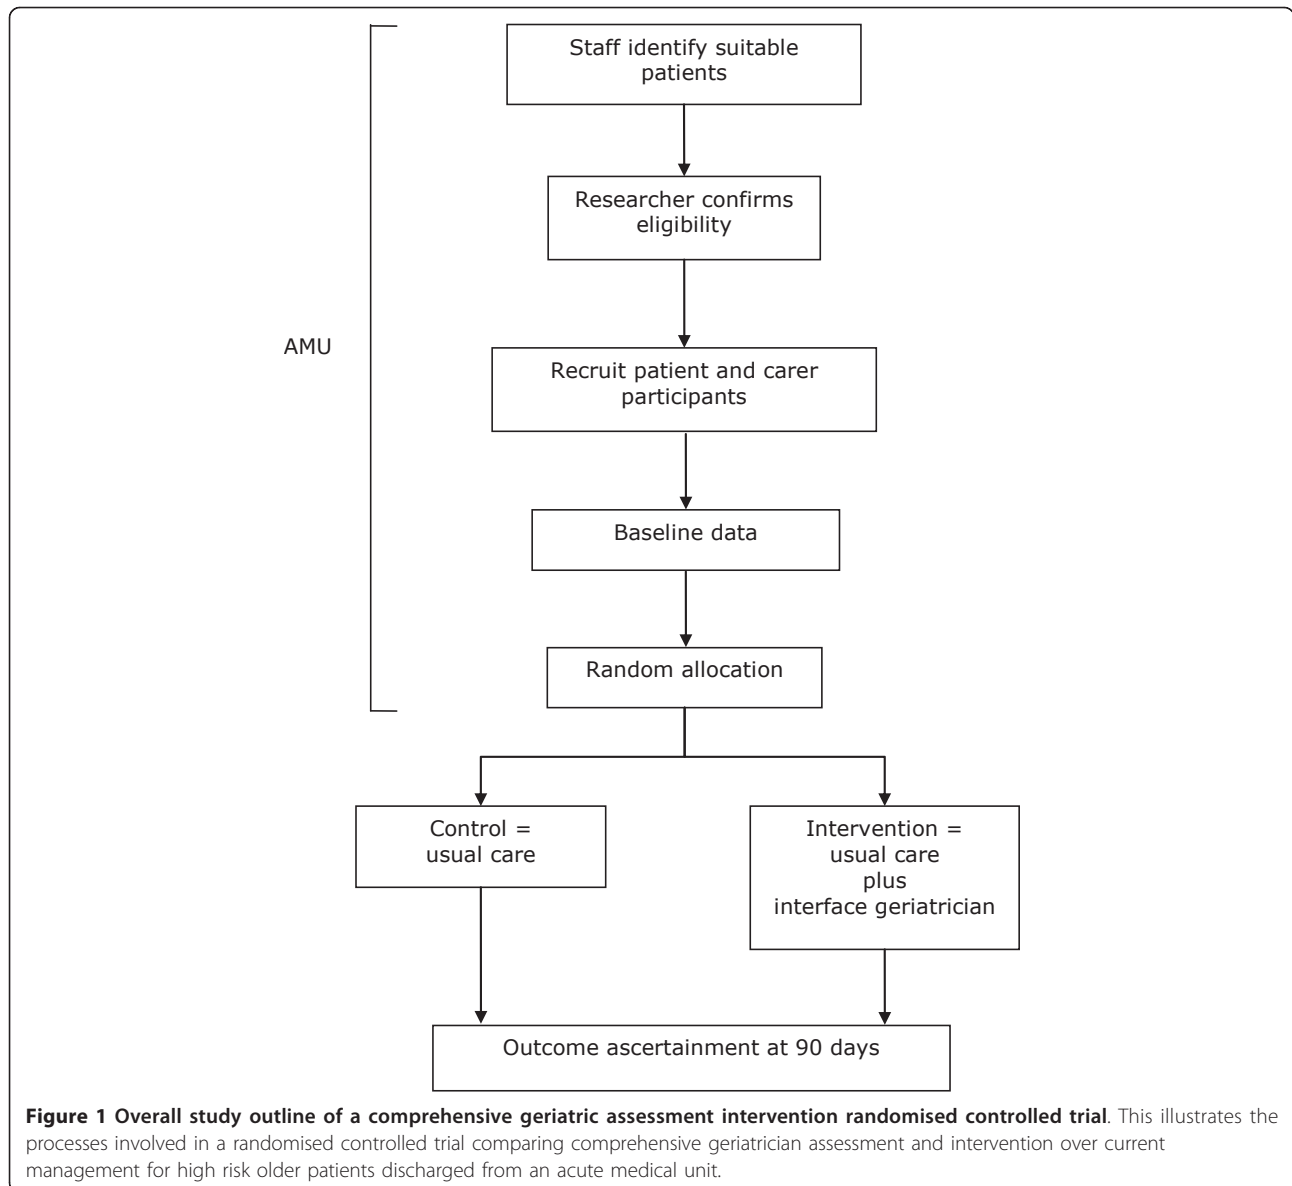 Staff identify suitable
patients
Researcher confirms
eligibility
AMU
Recruit patient and carer
participants
Baseline data
Random allocation
Control =
usual care
Intervention =
usual care
plus
interface geriatrician
Outcome ascertainment at 90 days
Figure 1 Overall study outline of a comprehensive geriatric assessment intervention randomised controlled trial. This illustrates the
processes involved in a randomised controlled trial comparing comprehensive geriatrician assessment and intervention over current
management for high risk older patients discharged from an acute medical unit.